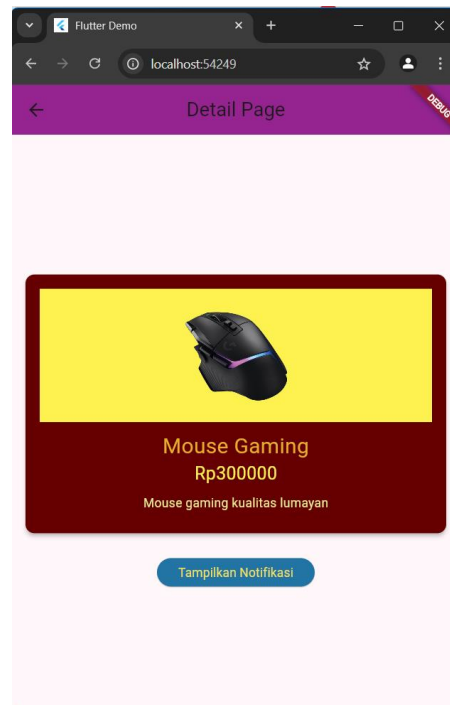 Flutter Demo
localhost:54249
Detail Page
DEBUG
Mouse Gaming
Rp300000
Mouse gaming kualitas lumayan
Tampilkan Notifikasi